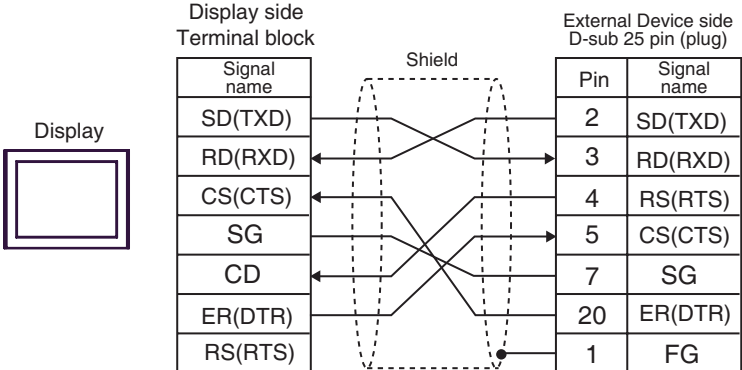 Display side
Terminal block
External Device side
D-sub 25 pin (plug)
Shield
Display
Signal name
Pin
Signal name
SD(TXD)
2
SD(TXD)
RD(RXD)
3
RD(RXD)
CS(CTS)
4
RS(RTS)
SG
5
CS(CTS)
CD
7
SG
ER(DTR)
20
ER(DTR)
RS(RTS)
1
FG